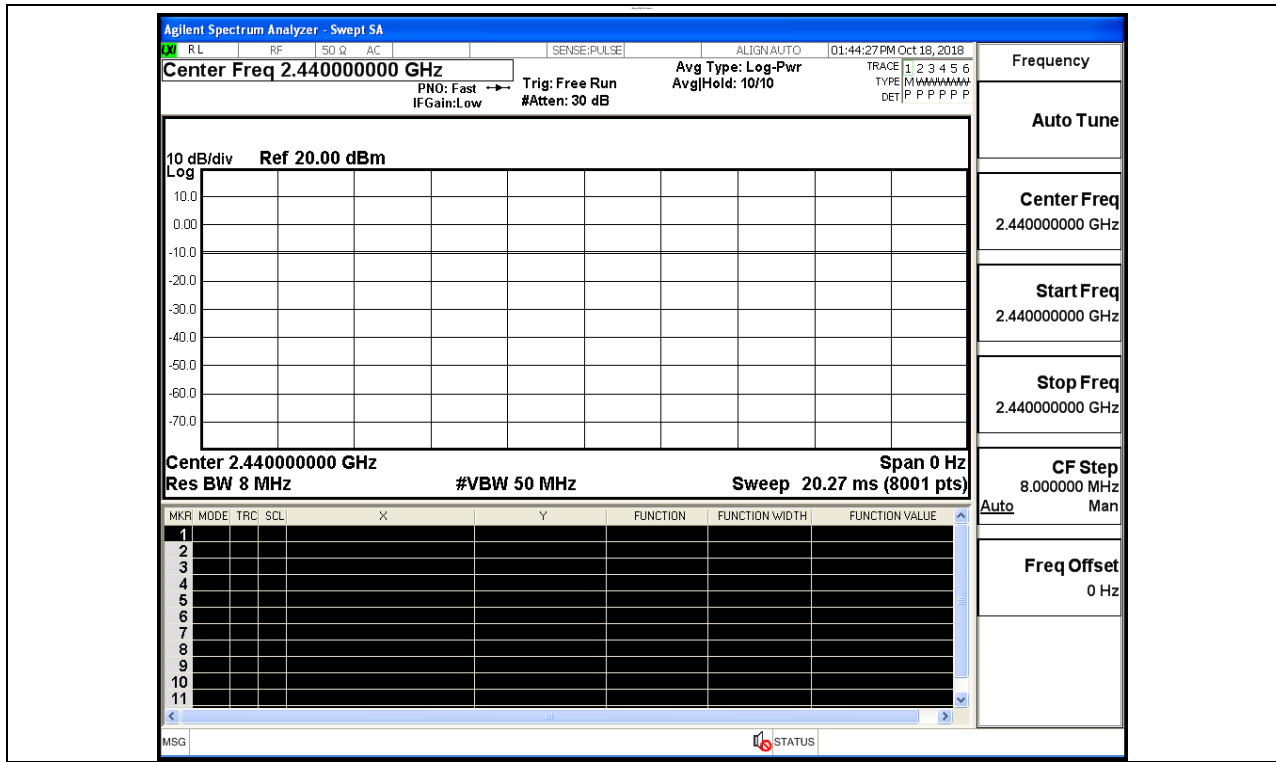 Agilent Spectrum Analyzer - Swept SA
LXI RL RF 50 Ω AC SENSE:PULSE ALIGN AUTO 01:44:27 PM Oct 18, 2018
Center Freq 2.440000000 GHz
PNO: Fast
IFGain:Low
Trig: Free Run
#Atten: 30 dB
Avg Type: Log-Pwr
Avg|Hold: 10/10
TRACE 1 2 3 4 5 6
TYPE M WWWWW
DET P P P P P P
10 dB/div Ref 20.00 dBm
Log
10.0
0.00
-10.0
-20.0
-30.0
-40.0
-50.0
-60.0
-70.0
Center 2.440000000 GHz Span 0 Hz
Res BW 8 MHz #VBW 50 MHz Sweep 20.27 ms (8001 pts)
MKR MODE TRC SCL X Y FUNCTION FUNCTION WIDTH FUNCTION VALUE
1
2
3
4
5
6
7
8
9
10
11
MSG STATUS
Frequency
Auto Tune
Center Freq
2.440000000 GHz
Start Freq
2.440000000 GHz
Stop Freq
2.440000000 GHz
CF Step
8.000000 MHz
Auto Man
Freq Offset
0 Hz